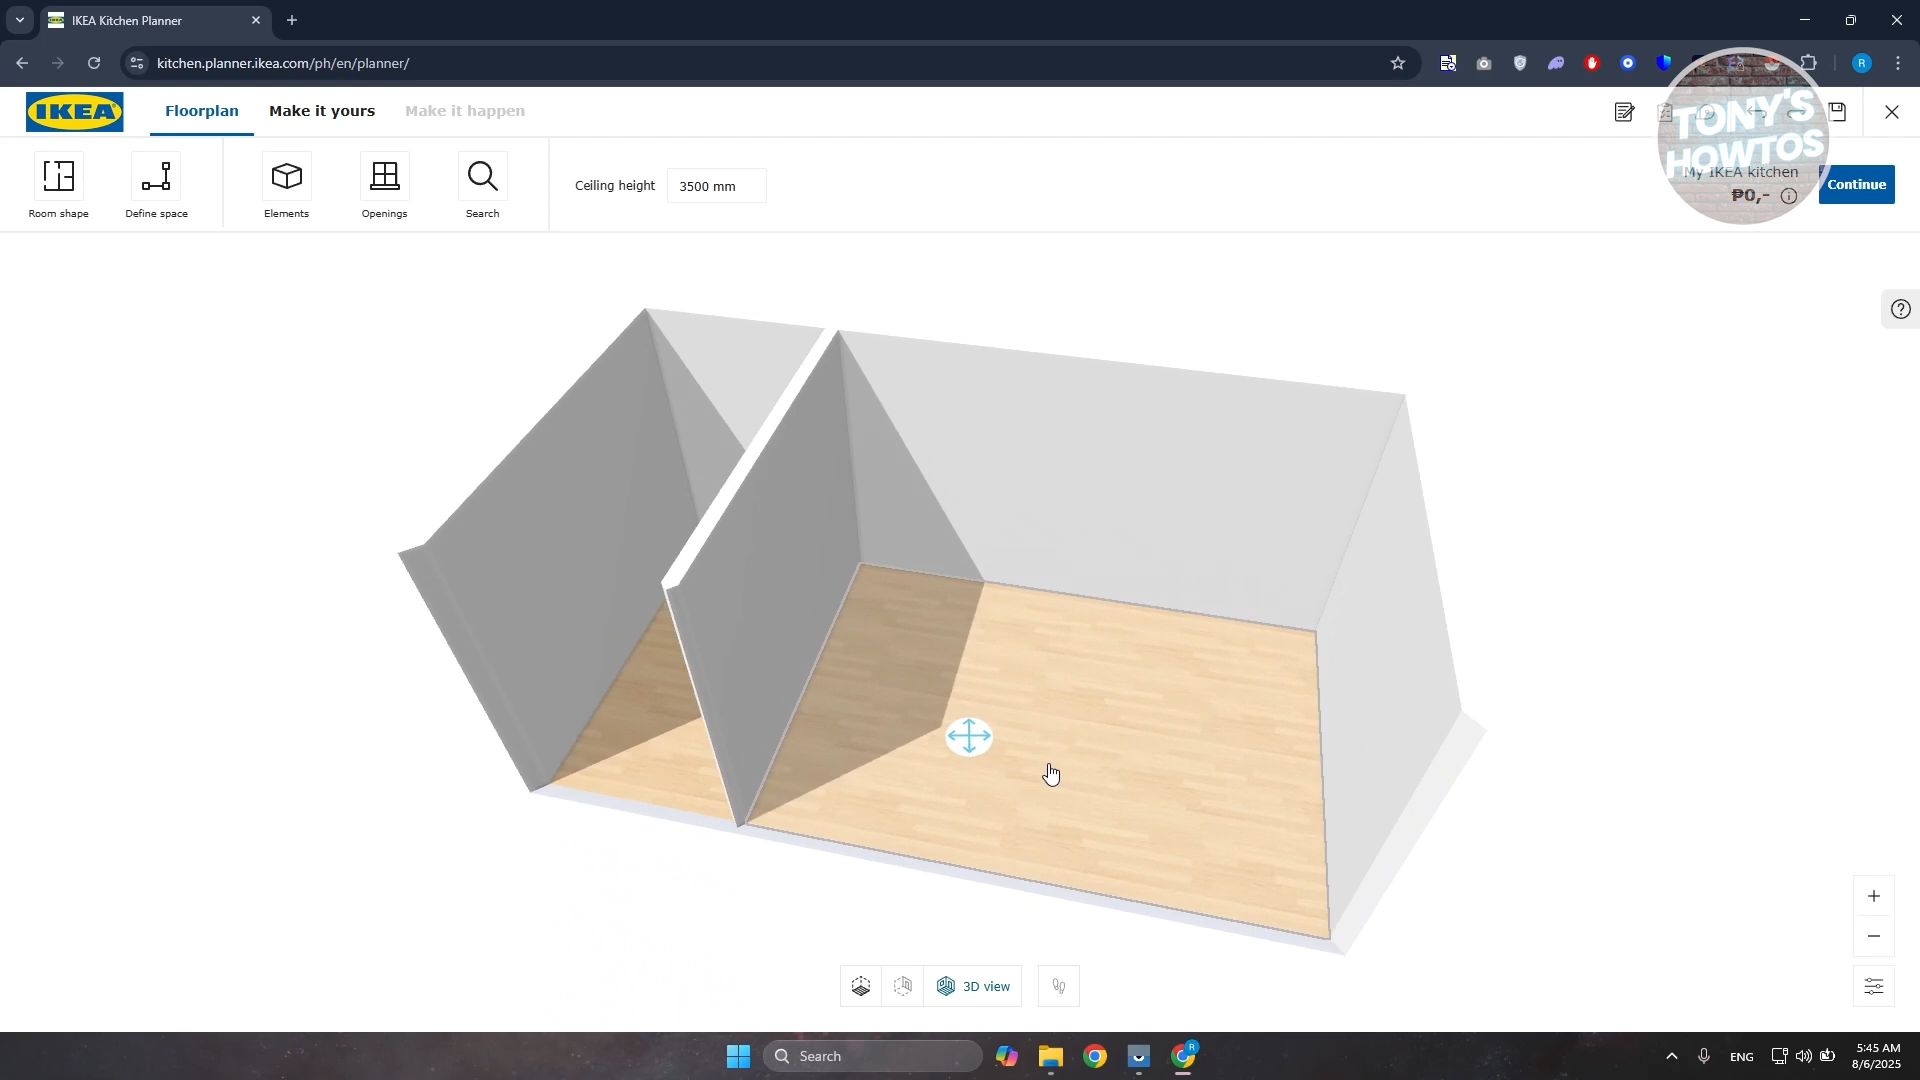 IKEA Kitchen Planner
kitchen.planner.ikea.com/ph/en/planner/
R
IKEA
Floorplan
Make it yours
Make it happen
TONY'S
HOWTOS
Room shape
Define space
Elements
Openings
Search
Ceiling height
3500 mm
My IKEA kitchen
₱0,-
Continue
3D view
Search
R
ENG
5:45 AM
8/6/2025